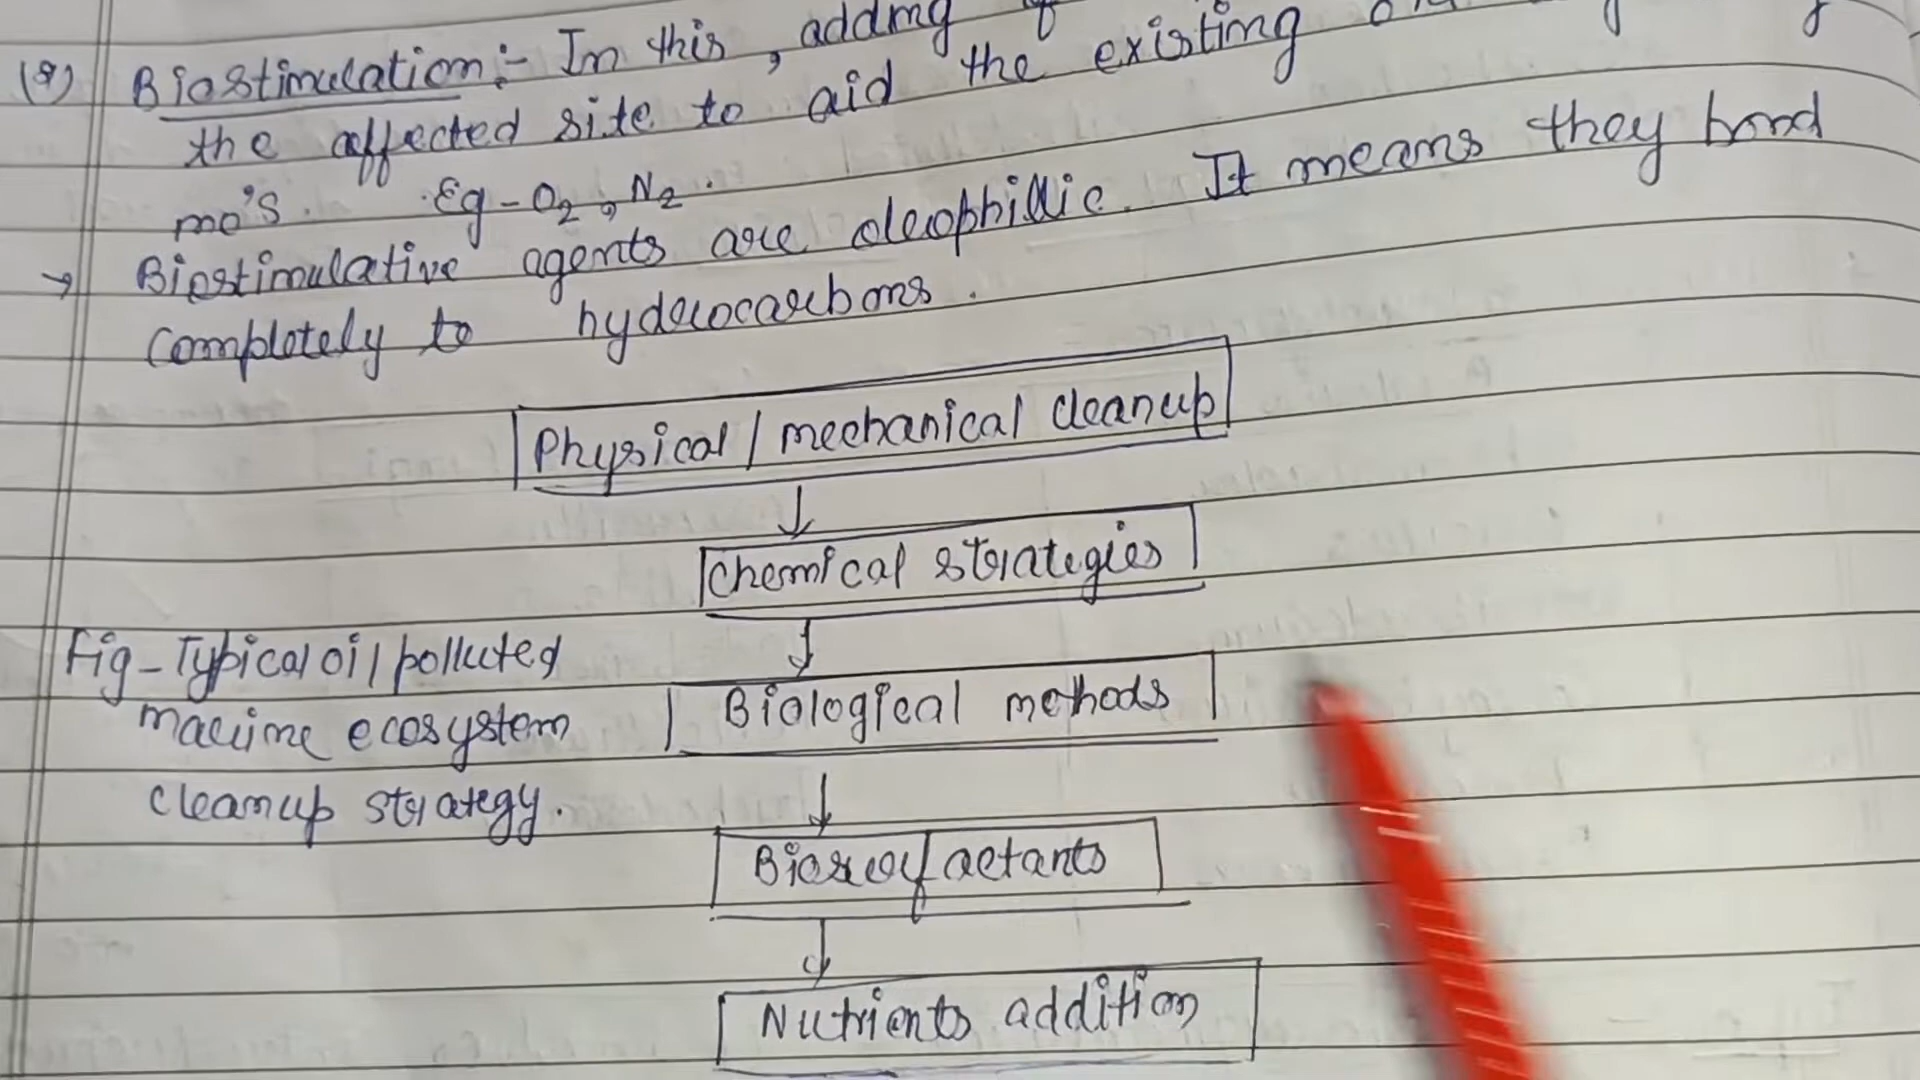 (9) Biostimulation:- In this, adding
the affected site to aid the existing
mo's. Eg - O2, N2.
→ Biostimulative agents are oleophillic. It means they bond
completely to hydrocarbons.
Physical / mechanical cleanup
↓
Chemical strategies
↓
Biological methods
↓
Biosurfactants
↓
Nutrients addition
Fig - Typical oil polluted
marine ecosystem
cleanup strategy.